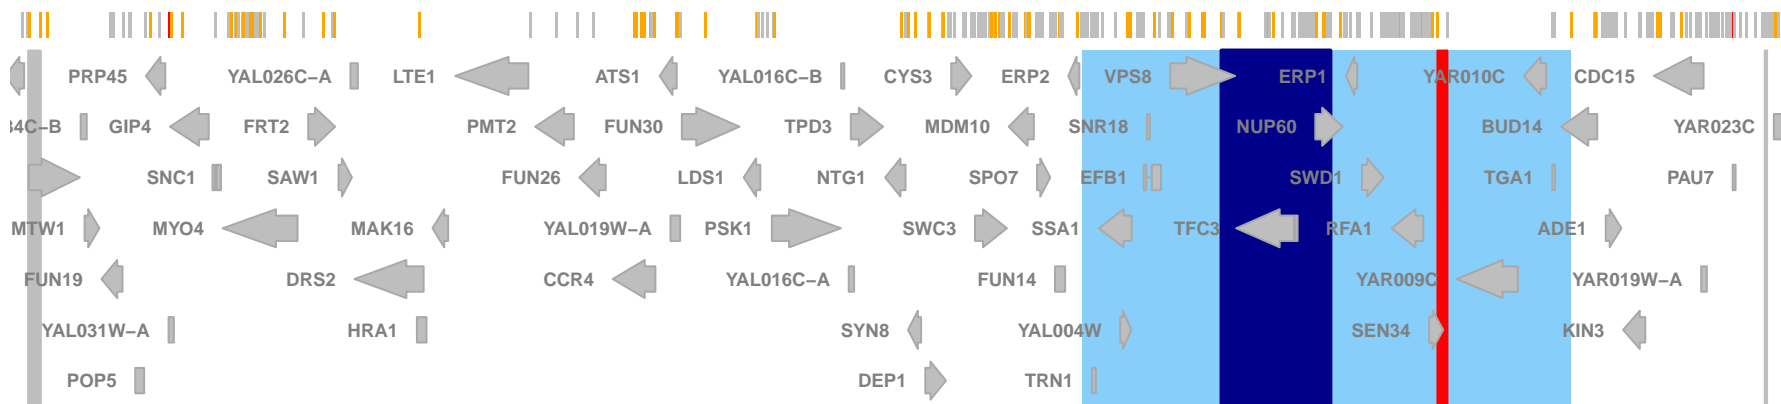 PRP45 YAL026C−A LTE1 ATS1 YAL016C−B CYS3 ERP2 VPS8 ERP1 YAR010C CDC15
34C−B GIP4 FRT2 PMT2 FUN30 TPD3 MDM10 SNR18 NUP60 BUD14 YAR023C
SNC1 SAW1 FUN26 LDS1 NTG1 SPO7 EFB1 SWD1 TGA1 PAU7
MTW1 MYO4 MAK16 YAL019W−A PSK1 SWC3 SSA1 TFC3 RFA1 ADE1
FUN19 DRS2 CCR4 YAL016C−A FUN14 YAR009C YAR019W−A
YAL031W−A HRA1 SYN8 YAL004W SEN34 KIN3
POP5 DEP1 TRN1